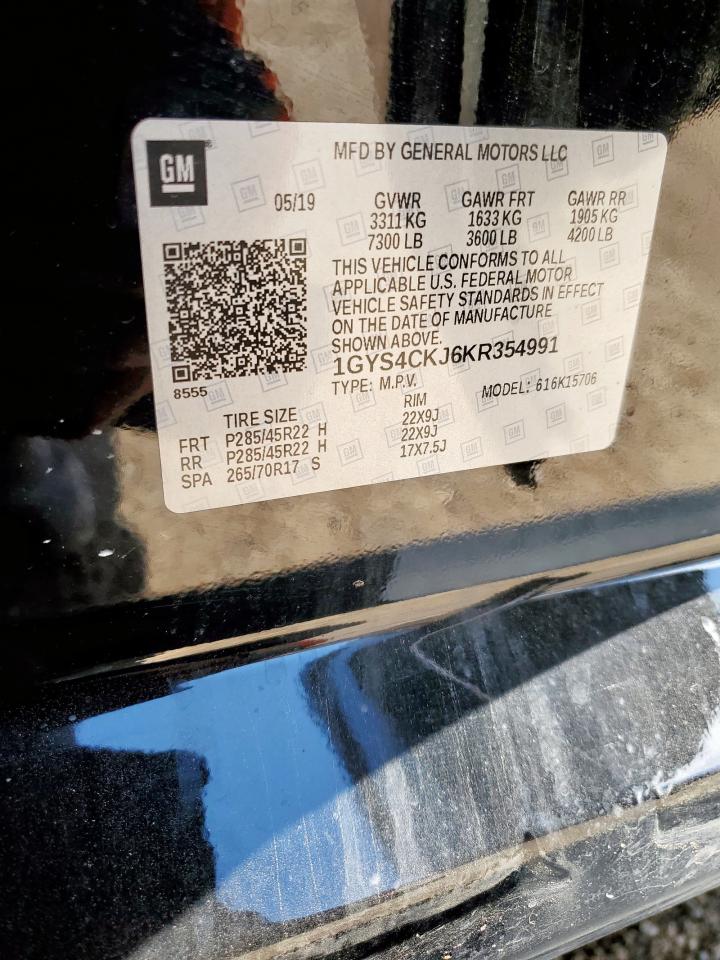 GM
MFD BY GENERAL MOTORS LLC
05/19 GVWR GAWR FRT GAWR RR
3311 KG 1633 KG 1905 KG
7300 LB 3600 LB 4200 LB
THIS VEHICLE CONFORMS TO ALL
APPLICABLE U.S. FEDERAL MOTOR
VEHICLE SAFETY STANDARDS IN EFFECT
ON THE DATE OF MANUFACTURE
SHOWN ABOVE.
1GYS4CKJ6KR354991
8555 TYPE: M.P.V. MODEL: 616K15706
TIRE SIZE RIM
FRT P285/45R22 H 22X9J
RR P285/45R22 H 22X9J
SPA 265/70R17 S 17X7.5J